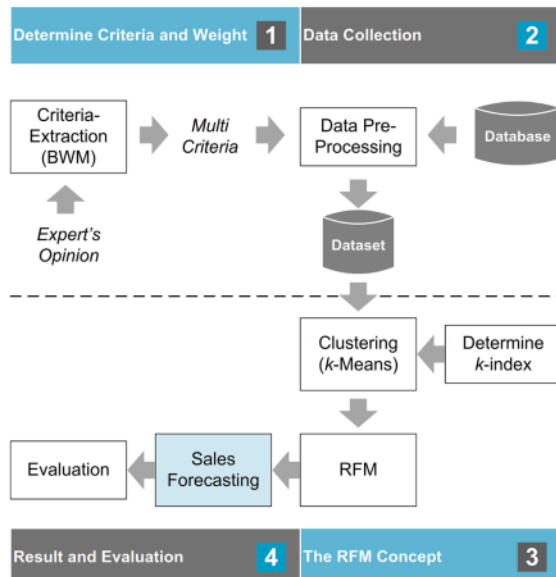 Determine Criteria and Weight 1
Data Collection 2
Criteria-
Extraction
(BWM)
Multi
Criteria
Data Pre-
Processing
Database
Expert's
Opinion
Dataset
Clustering
(k-Means)
Determine
k-index
Evaluation
Sales
Forecasting
RFM
Result and Evaluation 4
The RFM Concept 3